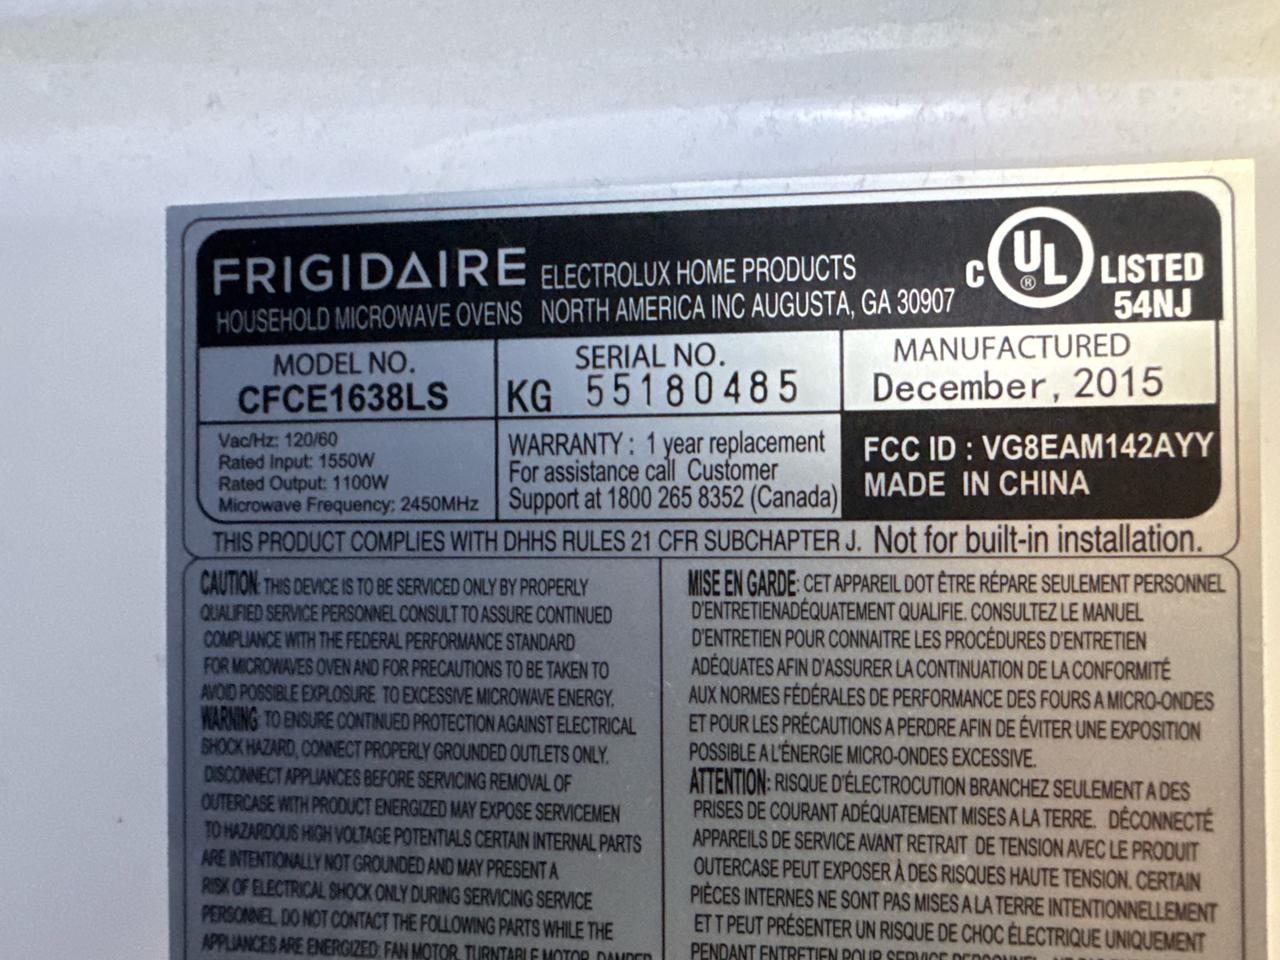 FRIGIDAIRE ELECTROLUX HOME PRODUCTS
HOUSEHOLD MICROWAVE OVENS NORTH AMERICA INC AUGUSTA, GA 30907
C UL ® LISTED
54NJ
MODEL NO.
CFCE1638LS
SERIAL NO.
KG 55180485
MANUFACTURED
December, 2015
Vac/Hz: 120/60
Rated Input: 1550W
Rated Output: 1100W
Microwave Frequency: 2450MHz
WARRANTY : 1 year replacement
For assistance call Customer
Support at 1800 265 8352 (Canada)
FCC ID : VG8EAM142AYY
MADE IN CHINA
THIS PRODUCT COMPLIES WITH DHHS RULES 21 CFR SUBCHAPTER J. Not for built-in installation.
CAUTION: THIS DEVICE IS TO BE SERVICED ONLY BY PROPERLY
QUALIFIED SERVICE PERSONNEL CONSULT TO ASSURE CONTINUED
COMPLIANCE WITH THE FEDERAL PERFORMANCE STANDARD
FOR MICROWAVES OVEN AND FOR PRECAUTIONS TO BE TAKEN TO
AVOID POSSIBLE EXPLOSURE TO EXCESSIVE MICROWAVE ENERGY.
WARNING: TO ENSURE CONTINUED PROTECTION AGAINST ELECTRICAL
SHOCK HAZARD, CONNECT PROPERLY GROUNDED OUTLETS ONLY.
DISCONNECT APPLIANCES BEFORE SERVICING REMOVAL OF
OUTERCASE WITH PRODUCT ENERGIZED MAY EXPOSE SERVICEMEN
TO HAZARDOUS HIGH VOLTAGE POTENTIALS CERTAIN INTERNAL PARTS
ARE INTENTIONALLY NOT GROUNDED AND MAY PRESENT A
RISK OF ELECTRICAL SHOCK ONLY DURING SERVICING SERVICE
PERSONNEL. DO NOT CONTACT THE FOLLOWING PARTS WHILE THE
APPLIANCES ARE ENERGIZED: FAN MOTOR, TURNTABLE MOTOR, DAMPER
MISE EN GARDE: CET APPAREIL DOT ÊTRE RÉPARE SEULEMENT PERSONNEL
D'ENTRETIENADÉQUATEMENT QUALIFIE. CONSULTEZ LE MANUEL
D'ENTRETIEN POUR CONNAITRE LES PROCÉDURES D'ENTRETIEN
ADÉQUATES AFIN D'ASSURER LA CONTINUATION DE LA CONFORMITÉ
AUX NORMES FÉDÉRALES DE PERFORMANCE DES FOURS A MICRO-ONDES
ET POUR LES PRÉCAUTIONS A PERDRE AFIN DE ÉVITER UNE EXPOSITION
POSSIBLE A L'ÉNERGIE MICRO-ONDES EXCESSIVE.
ATTENTION: RISQUE D'ÉLECTROCUTION BRANCHEZ SEULEMENT A DES
PRISES DE COURANT ADÉQUATEMENT MISES A LA TERRE. DÉCONNECTÉ
APPAREILS DE SERVICE AVANT RETRAIT DE TENSION AVEC LE PRODUIT
OUTERCASE PEUT EXPOSER À DES RISQUES HAUTE TENSION. CERTAIN
PIÈCES INTERNES NE SONT PAS MISES A LA TERRE INTENTIONNELLEMENT
ET T PEUT PRÉSENTER UN RISQUE DE CHOC ÉLECTRIQUE UNIQUEMENT
PENDANT ENTRETIEN POUR SERVICE PERSONNEL